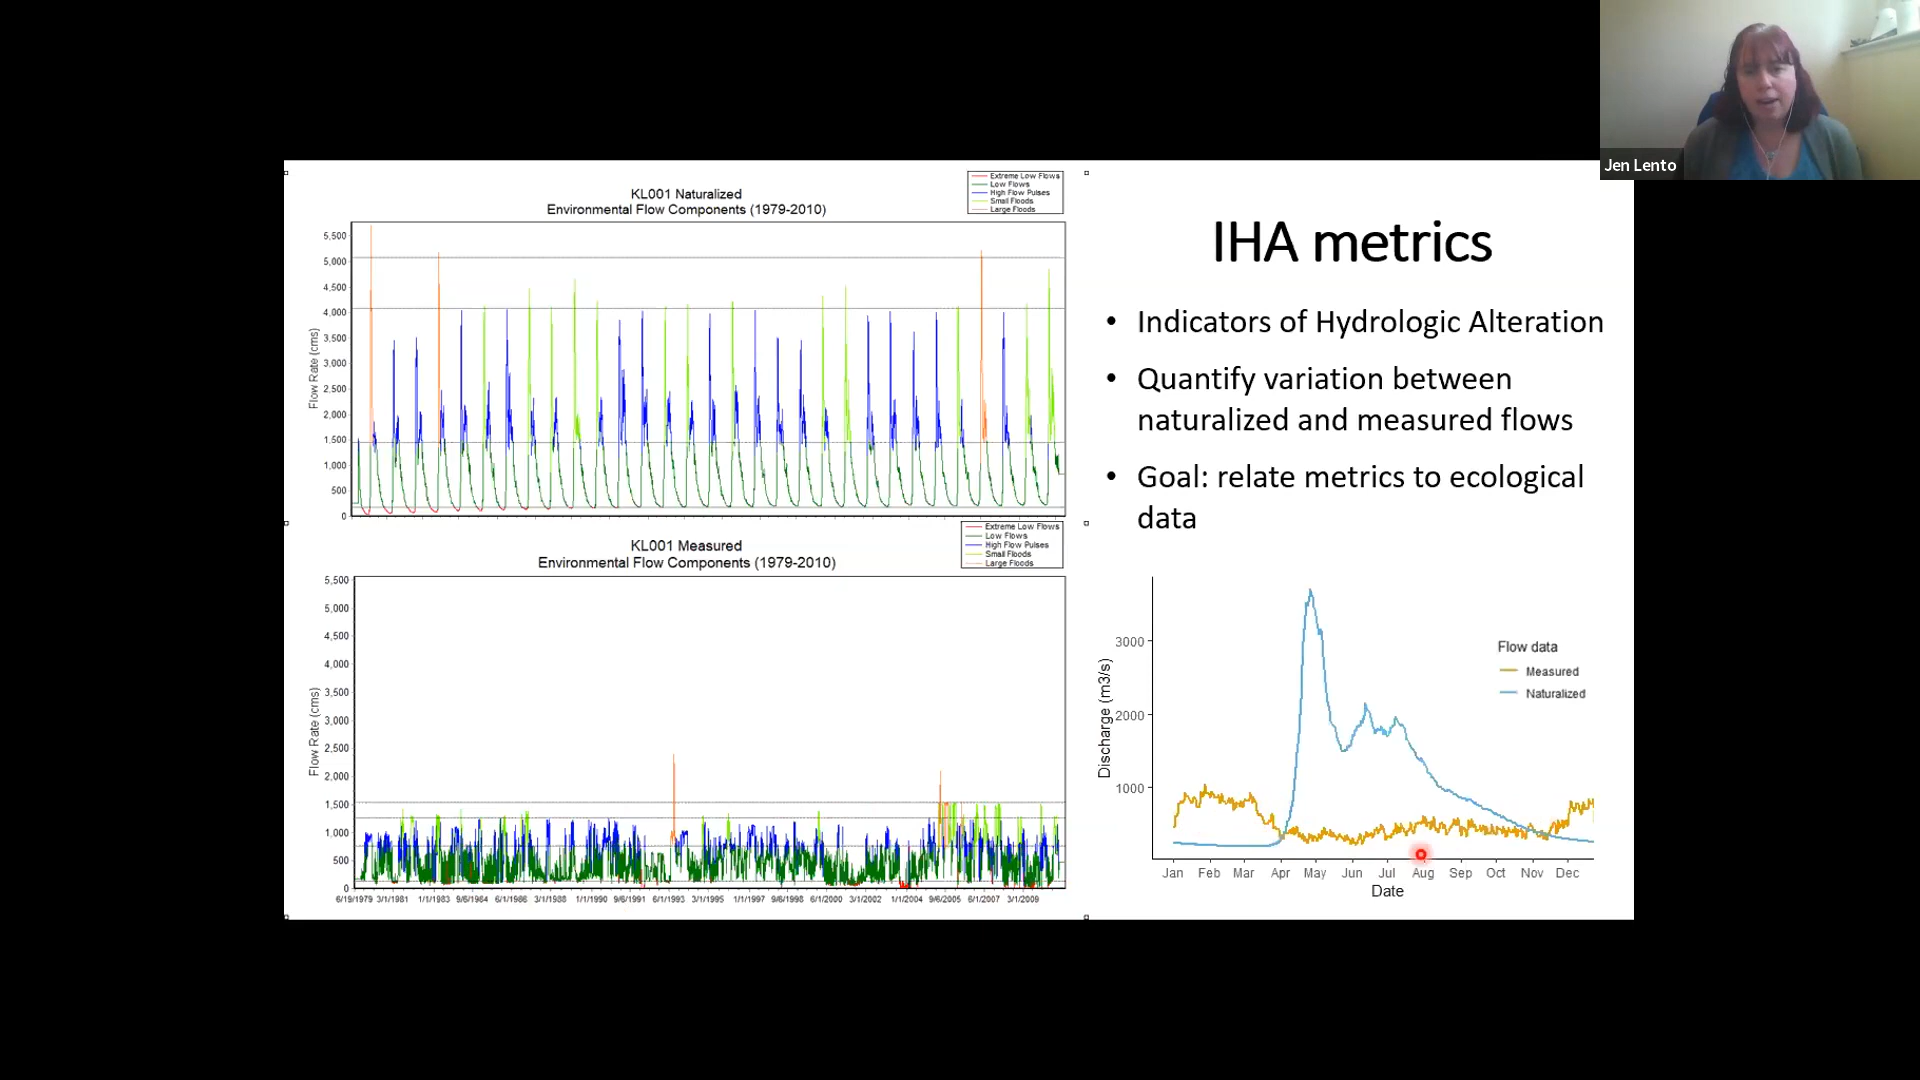 Jen Lento
KL001 Naturalized
Environmental Flow Components (1979-2010)
Extreme Low Flows
Low Flows
High Flow Pulses
Small Floods
Large Floods
Flow Rate (cms)
5,500
5,000
4,500
4,000
3,500
3,000
2,500
2,000
1,500
1,000
500
0
KL001 Measured
Environmental Flow Components (1979-2010)
Extreme Low Flows
Low Flows
High Flow Pulses
Small Floods
Large Floods
Flow Rate (cms)
5,500
5,000
4,500
4,000
3,500
3,000
2,500
2,000
1,500
1,000
500
0
6/19/1979 3/1/1981 1/1/1983 9/6/1984 6/1/1986 3/1/1988 1/1/1990 9/6/1991 6/1/1993 3/1/1995 1/1/1997 9/6/1998 6/1/2000 3/1/2002 1/1/2004 9/6/2005 6/1/2007 3/1/2009
IHA metrics
• Indicators of Hydrologic Alteration
• Quantify variation between
naturalized and measured flows
• Goal: relate metrics to ecological
data
Discharge (m3/s)
3000
2000
1000
Flow data
Measured
Naturalized
Jan Feb Mar Apr May Jun Jul Aug Sep Oct Nov Dec
Date